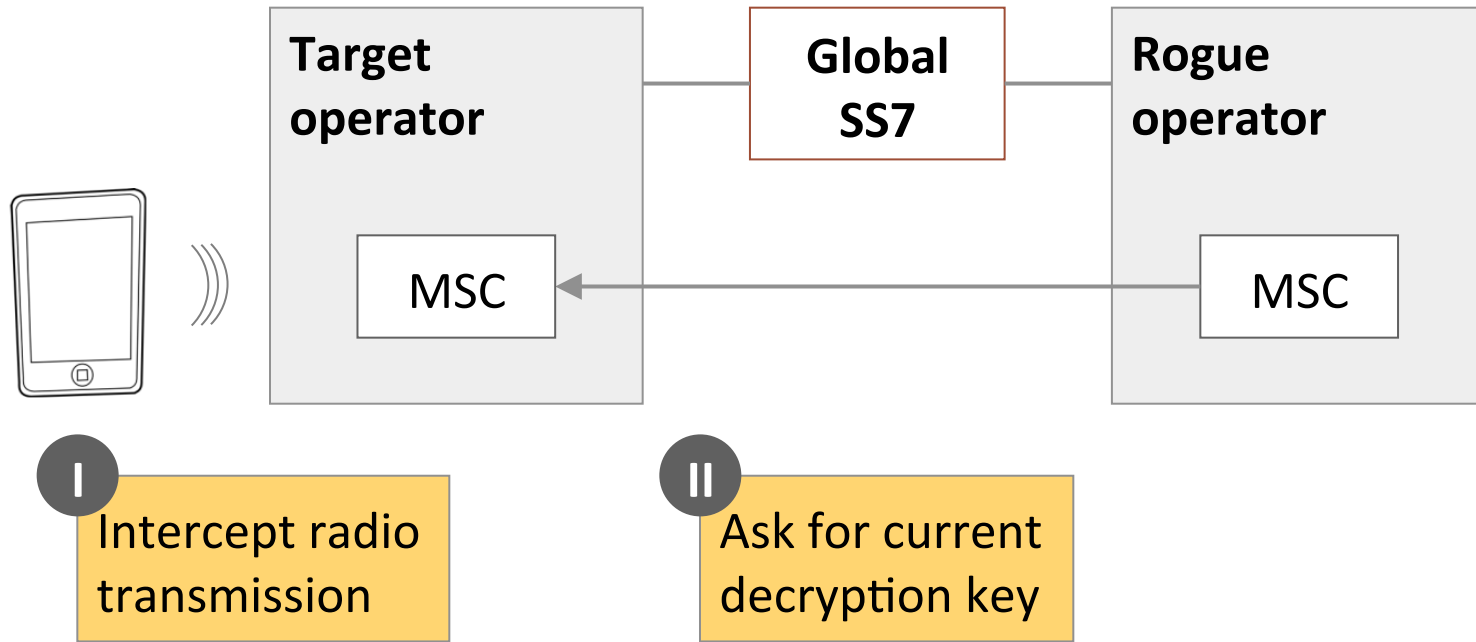 Target
operator
Global
SS7
Rogue
operator
MSC
MSC
I
Intercept radio
transmission
II
Ask for current
decryption key